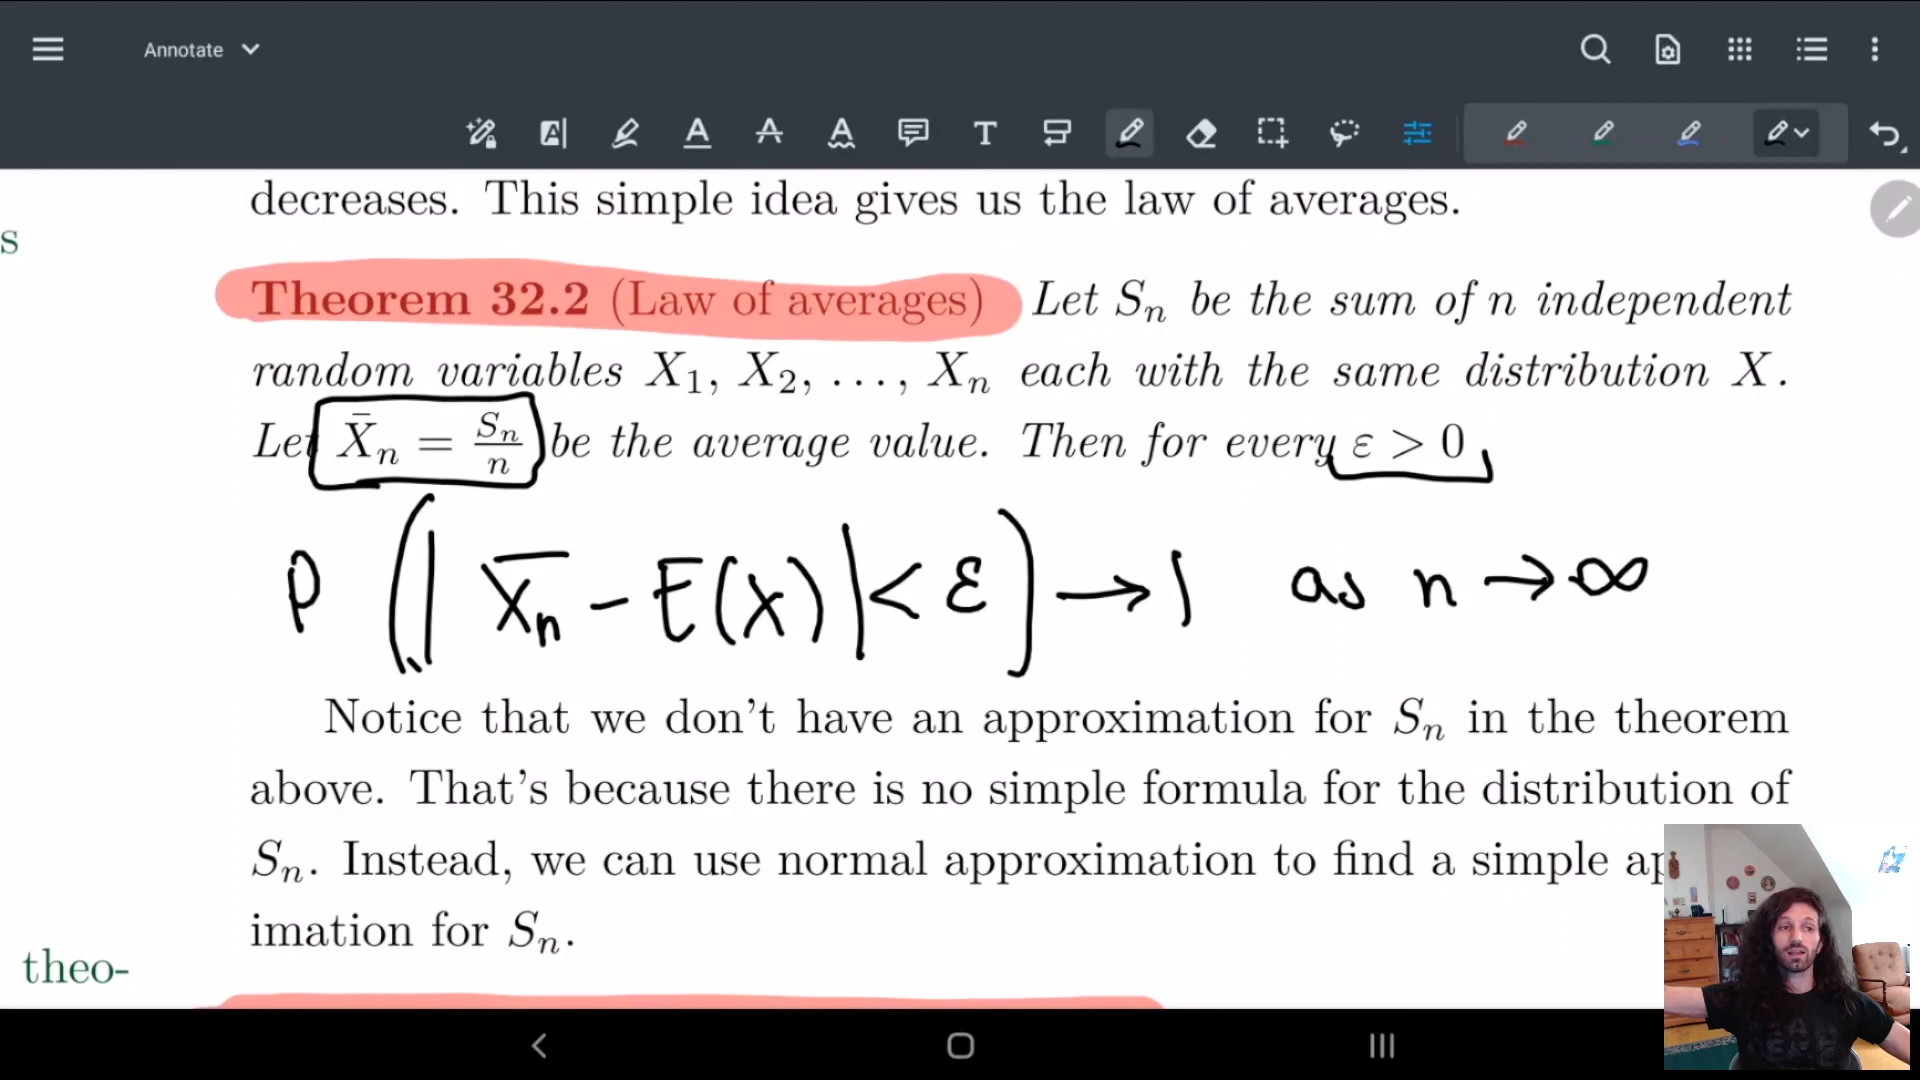 Annotate
decreases. This simple idea gives us the law of averages.
s
Theorem 32.2 (Law of averages) Let Sₙ be the sum of n independent
random variables X₁, X₂, ..., Xₙ each with the same distribution X.
Let X̄ₙ = Sₙ/n be the average value. Then for every ε > 0,
P (| X̄ₙ - E(X) | < ε) → 1 as n → ∞
Notice that we don't have an approximation for Sₙ in the theorem
above. That's because there is no simple formula for the distribution of
Sₙ. Instead, we can use normal approximation to find a simple ap
imation for Sₙ.
theo-